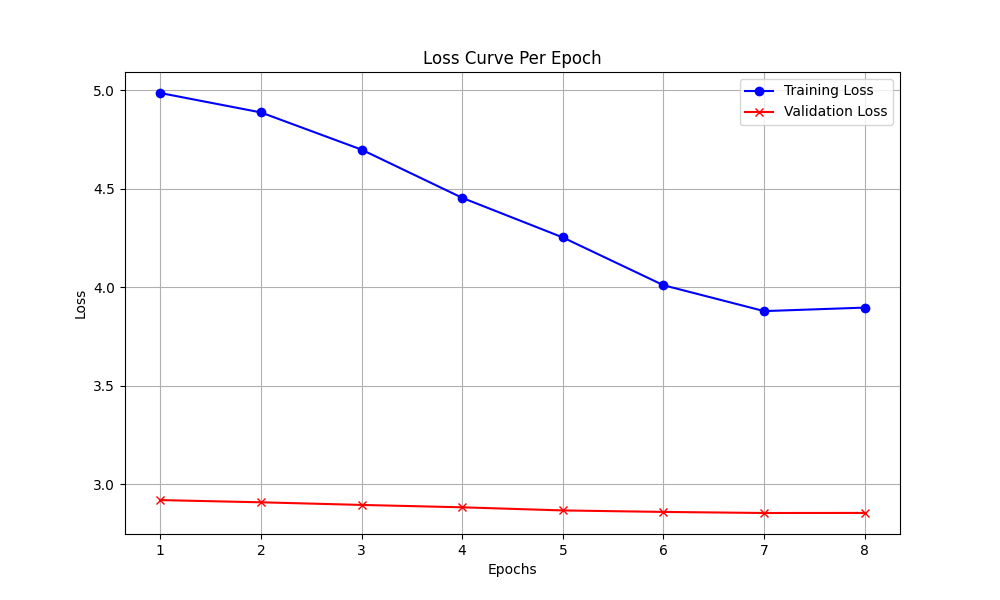 Loss Curve Per Epoch
Training Loss
Validation Loss
5.0
4.5
4.0
3.5
3.0
Loss
1 2 3 4 5 6 7 8
Epochs